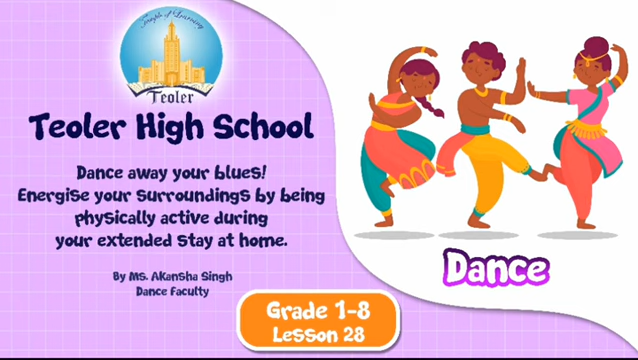 Temple of Learning
Teoler
Teoler High School
Dance away your blues!
Energise your surroundings by being
physically active during
your extended stay at home.
By Ms. Akansha Singh
Dance Faculty
Dance
Grade 1-8
Lesson 28